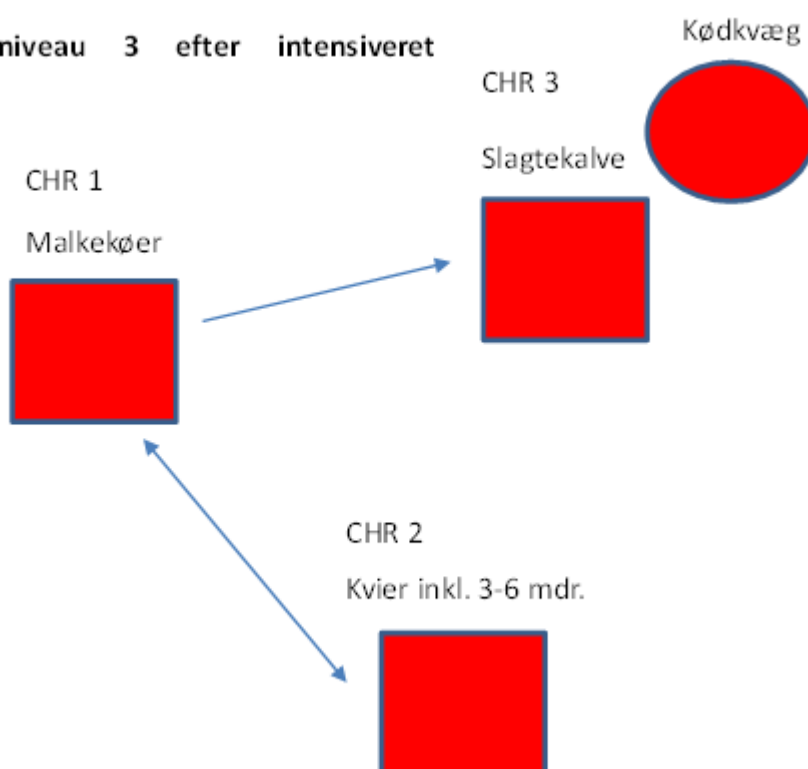 niveau 3 efter intensiveret
Kødkvæg
CHR 3
Slagtekalve
CHR 1
Malkekøer
CHR 2
Kvier inkl. 3-6 mdr.